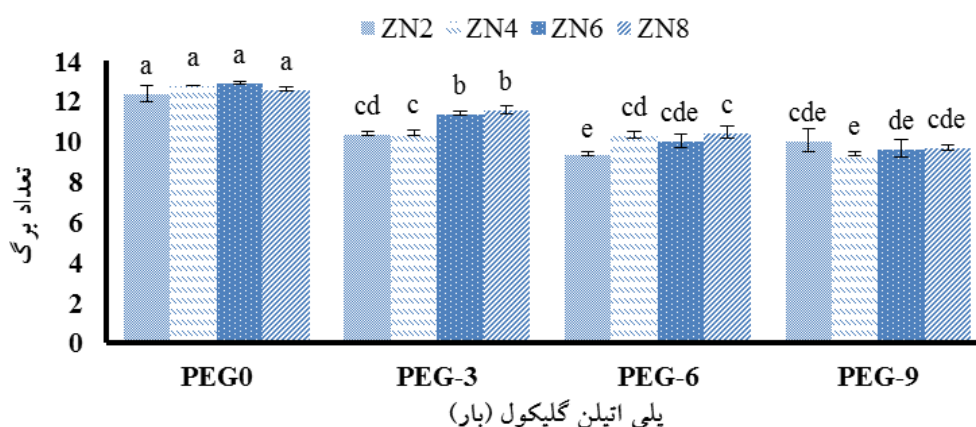 ZN2 ZN4 ZN6 ZN8
تعداد برگ
14
12
10
8
6
4
2
0
a a a a
cd c b b
e cd cde c
cde e de cde
PEG0 PEG-3 PEG-6 PEG-9
پلی اتیلن گلیکول (بار)